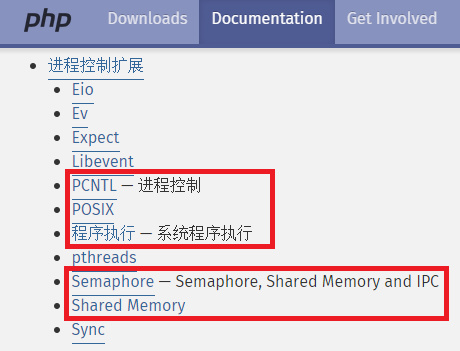 php Downloads Documentation Get Involved
进程控制扩展
Eio
Ev
Expect
Libevent
PCNTL — 进程控制
POSIX
程序执行 — 系统程序执行
pthreads
Semaphore — Semaphore, Shared Memory and IPC
Shared Memory
Sync